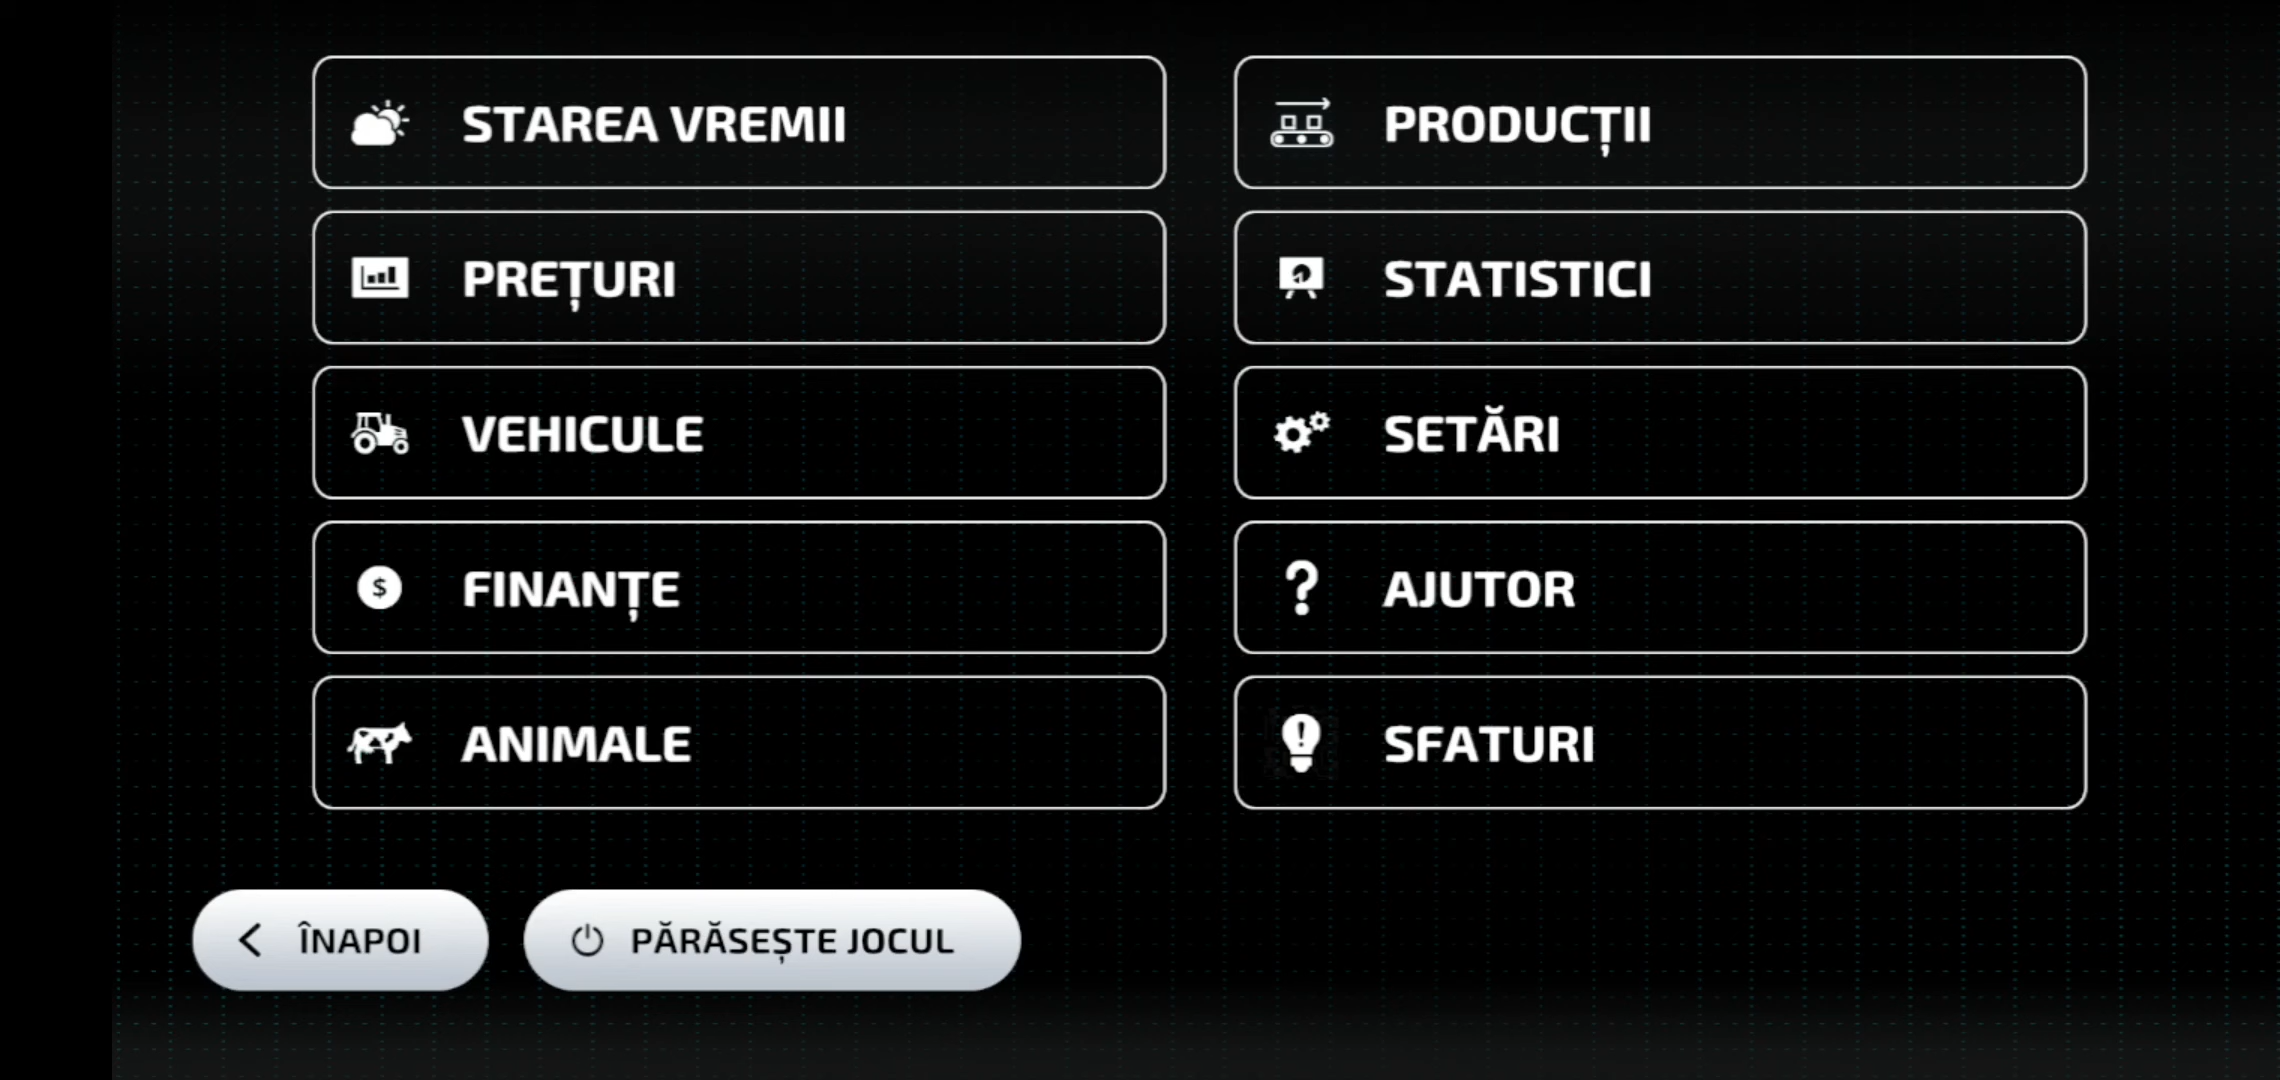 STAREA VREMII
PREȚURI
VEHICULE
FINANȚE
ANIMALE
PRODUCȚII
STATISTICI
SETĂRI
AJUTOR
SFATURI
ÎNAPOI
PĂRĂSEȘTE JOCUL